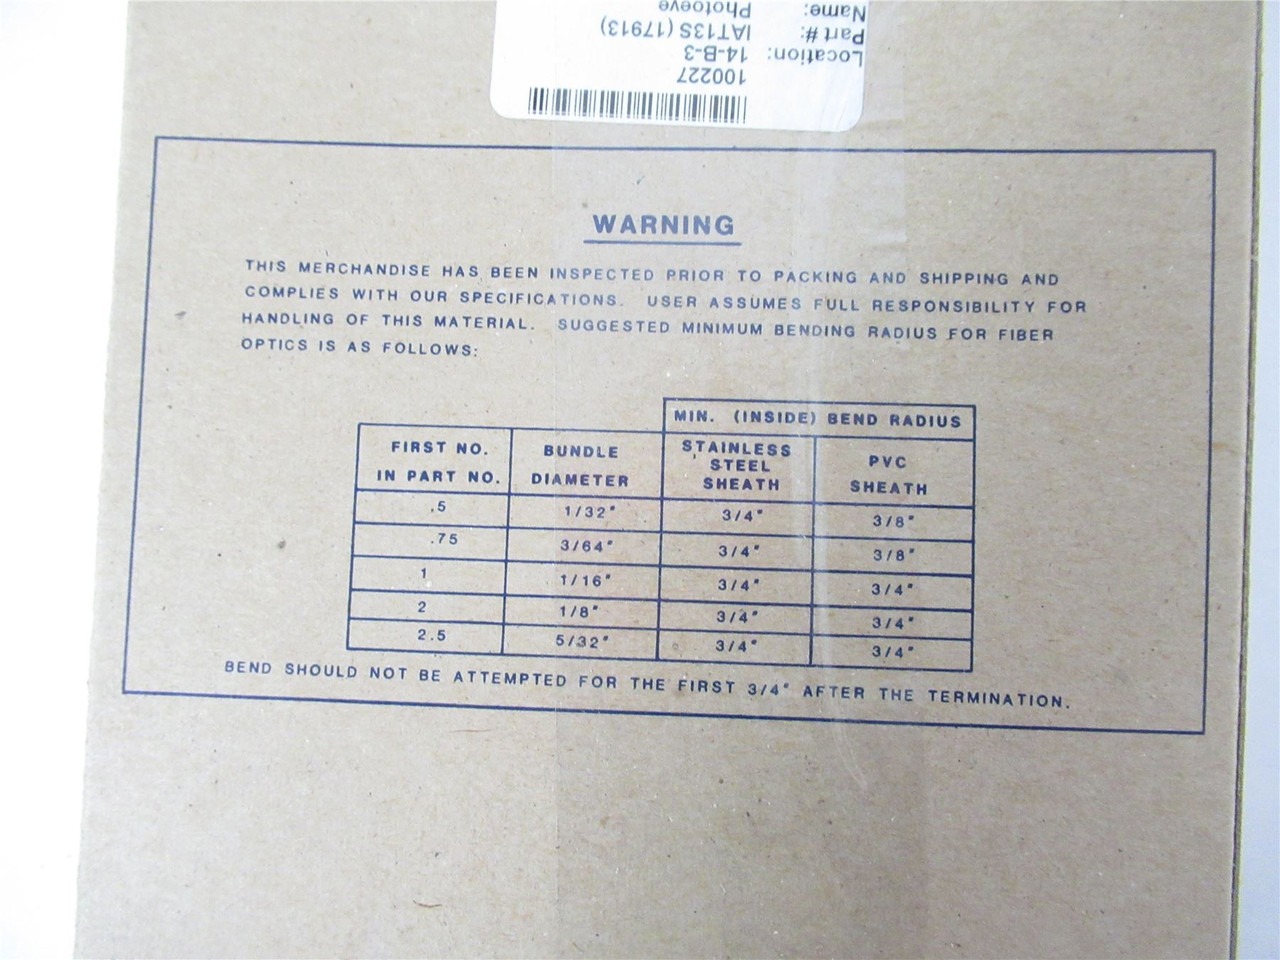 Name: Photoeye
Part #: IAT13S (17913)
Location: 14-B-3
100227
WARNING
THIS MERCHANDISE HAS BEEN INSPECTED PRIOR TO PACKING AND SHIPPING AND
COMPLIES WITH OUR SPECIFICATIONS. USER ASSUMES FULL RESPONSIBILITY FOR
HANDLING OF THIS MATERIAL. SUGGESTED MINIMUM BENDING RADIUS FOR FIBER
OPTICS IS AS FOLLOWS:
MIN. (INSIDE) BEND RADIUS
FIRST NO.
IN PART NO.
BUNDLE
DIAMETER
STAINLESS
STEEL
SHEATH
PVC
SHEATH
.5 1/32" 3/4" 3/8"
.75 3/64" 3/4" 3/8"
1 1/16" 3/4" 3/4"
2 1/8" 3/4" 3/4"
2.5 5/32" 3/4" 3/4"
BEND SHOULD NOT BE ATTEMPTED FOR THE FIRST 3/4" AFTER THE TERMINATION.